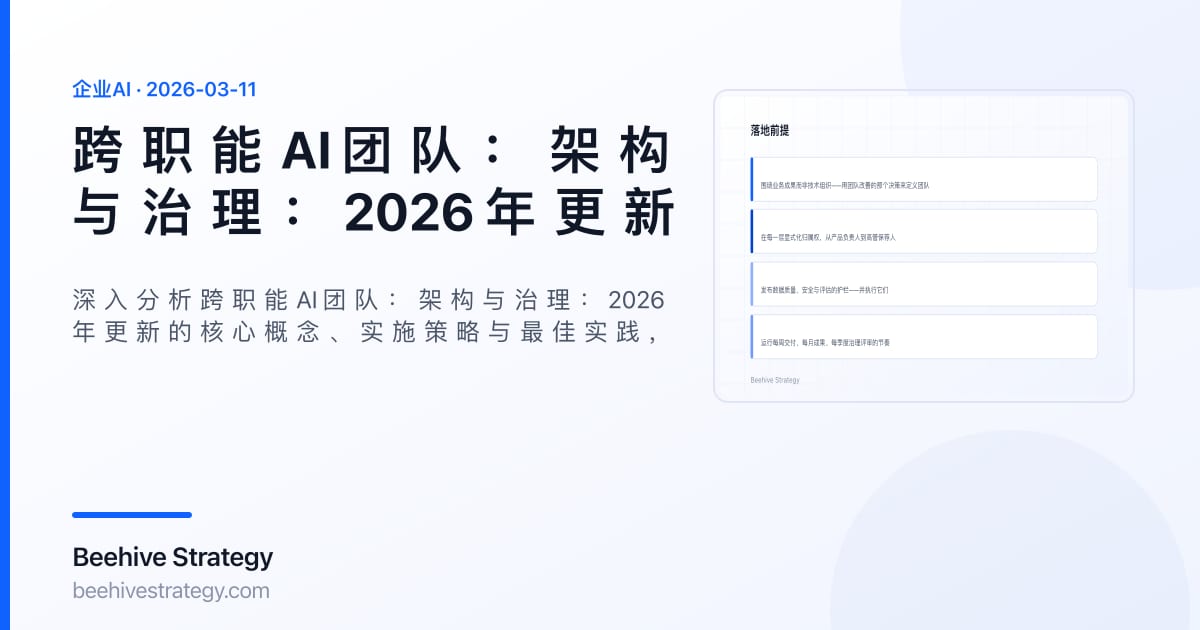 企业AI · 2026-03-11
跨职能AI团队：架构
与治理：2026年更新
深入分析跨职能AI团队：架构与治理：2026
年更新的核心概念、实施策略与最佳实践，
落地前提
围绕业务成果而非技术组织——用团队改善的那个决策来定义团队
在每一层显式化归属权，从产品负责人到高管保荐人
发布数据质量、安全与评估的护栏——并执行它们
运行每周交付、每月成果、每季度治理评审的节奏
Beehive Strategy
Beehive Strategy
beehivestrategy.com